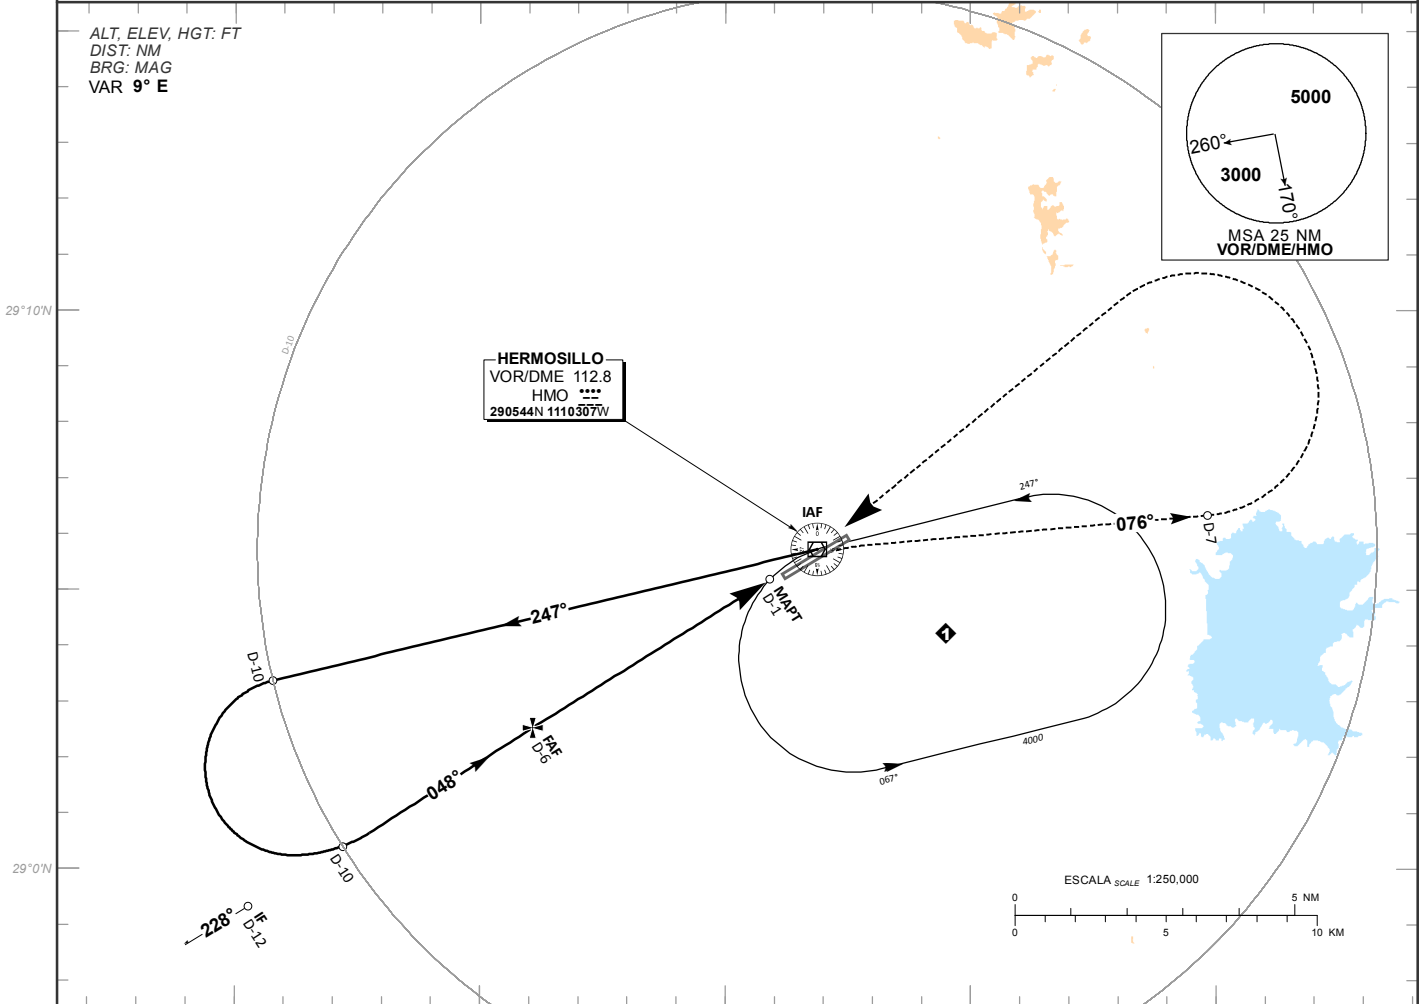 ALT, ELEV, HGT: FT
DIST: NM
BRG: MAG
VAR 9° E
5000
260°
3000
170°
MSA 25 NM
VOR/DME/HMO
29°10'N
D-10
HERMOSILLO
VOR/DME 112.8
HMO
290544N 1110307W
IAF
247°
076°
D-7
MAPT
D-1
247°
1
D-10
FAF
D-6
048°
4000
067°
D-10
29°0'N
228°
IF
D-12
ESCALA SCALE 1:250,000
0 5 NM
0 5 10 KM